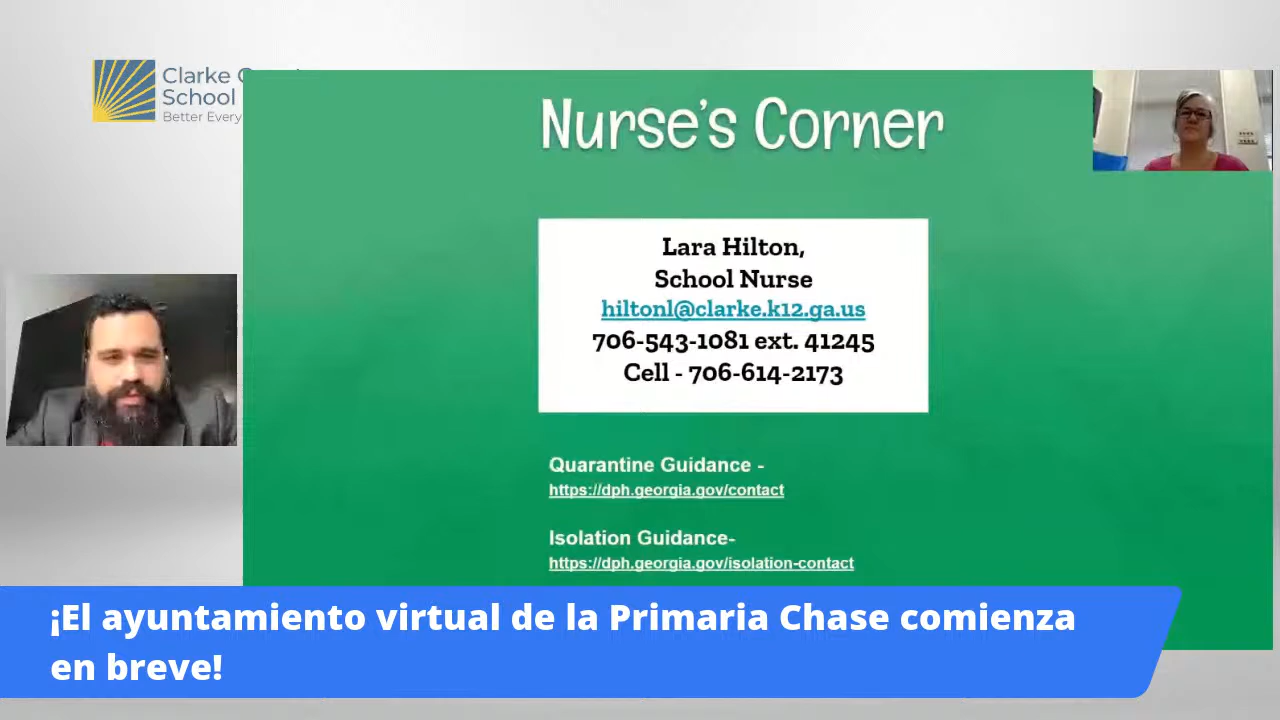 Clarke
School
Better Every
Nurse's Corner
Lara Hilton,
School Nurse
hiltonl@clarke.k12.ga.us
706-543-1081 ext. 41245
Cell - 706-614-2173
Quarantine Guidance -
https://dph.georgia.gov/contact
Isolation Guidance-
https://dph.georgia.gov/isolation-contact
¡El ayuntamiento virtual de la Primaria Chase comienza
en breve!